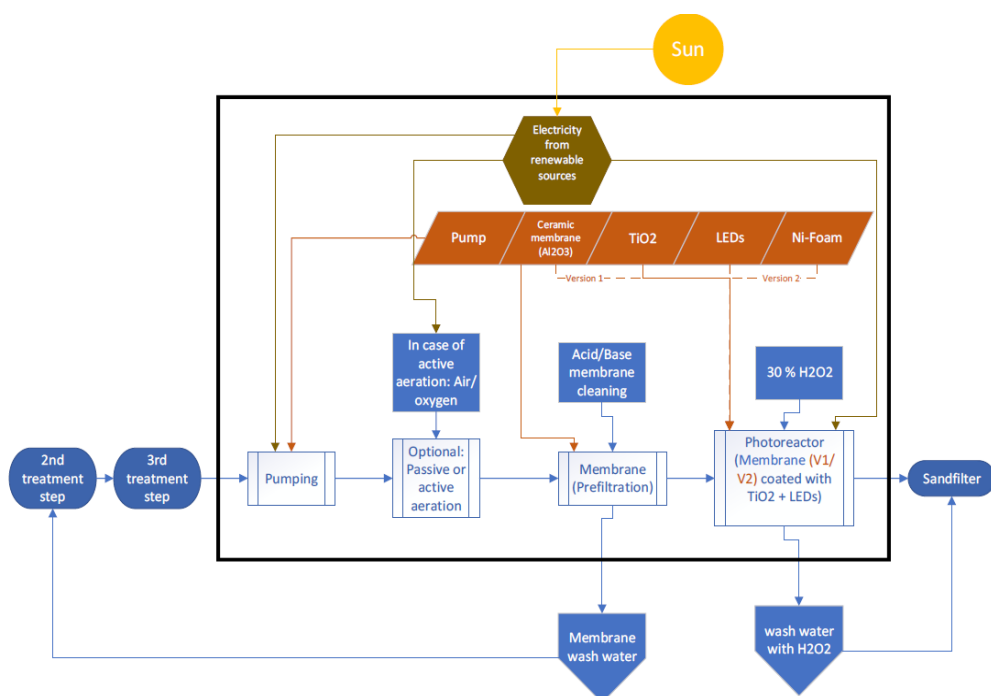 Sun
Electricity
from
renewable
sources
Pump
Ceramic
membrane
(Al2O3)
TiO2
LEDs
Ni-Foam
Version 1
Version 2
In case of
active
aeration: Air/
oxygen
Acid/Base
membrane
cleaning
30 % H2O2
2nd
treatment
step
3rd
treatment
step
Pumping
Optional:
Passive or
active
aeration
Membrane
(Prefiltration)
Photoreactor
(Membrane (V1/
V2) coated with
TiO2 + LEDs)
Sandfilter
Membrane
wash water
wash water
with H2O2